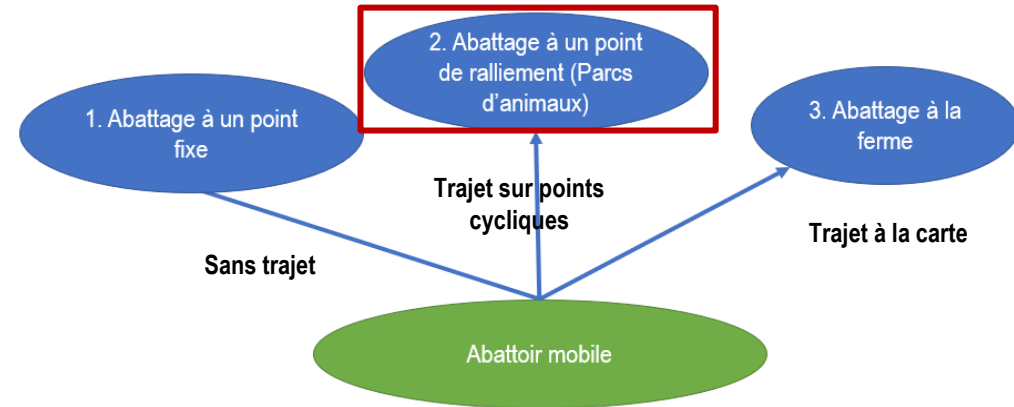 2. Abattage à un point
de ralliement (Parcs
d’animaux)
1. Abattage à un point
fixe
3. Abattage à la
ferme
Trajet sur points
cycliques
Trajet à la carte
Sans trajet
Abattoir mobile